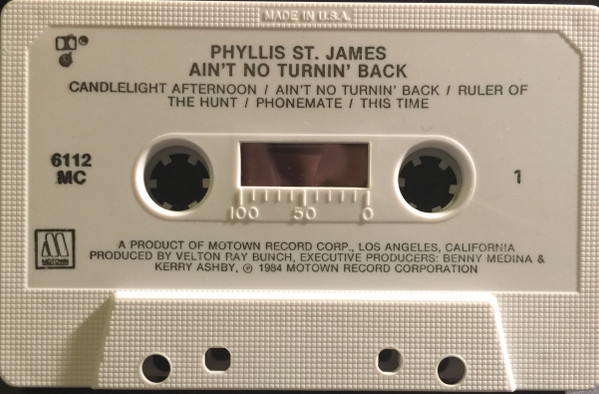 MADE IN U.S.A.
PHYLLIS ST. JAMES
AIN'T NO TURNIN' BACK
CANDLELIGHT AFTERNOON / AIN'T NO TURNIN' BACK / RULER OF
THE HUNT / PHONEMATE / THIS TIME
6112
MC
1
100 50 0
M
MOTOWN
A PRODUCT OF MOTOWN RECORD CORP., LOS ANGELES, CALIFORNIA
PRODUCED BY VELTON RAY BUNCH, EXECUTIVE PRODUCERS: BENNY MEDINA &
KERRY ASHBY, ℗ 1984 MOTOWN RECORD CORPORATION